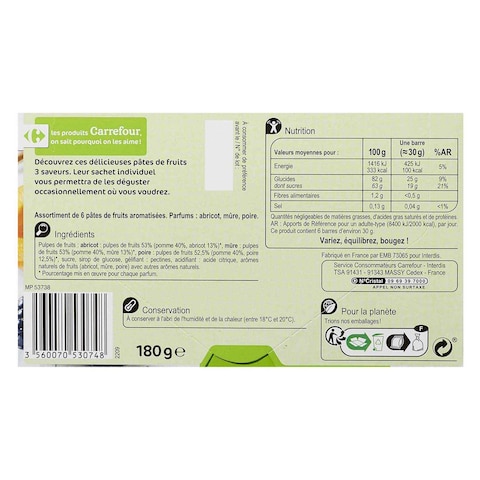 les produits Carrefour,
on sait pourquoi on les aime !
Découvrez ces délicieuses pâtes de fruits
3 saveurs. Leur sachet individuel
vous permettra de les déguster
occasionnellement où vous voudrez.
À consommer de préférence
avant le / N° de lot
Assortiment de 6 pâtes de fruits aromatisées. Parfums : abricot, mûre, poire.
Ingrédients
Pulpes de fruits : abricot : pulpes de fruits 53% (pomme 40%, abricot 13%)*, mûre : pulpes de
fruits 53% (pomme 40%, mûre 13%)*, poire : pulpes de fruits 52,5% (pomme 40%, poire
12,5%)*, sucre, sirop de glucose, gélifiant : pectines, acidifiant : acide citrique, arômes
naturels de fruits (abricot, mûre, poire) avec autres arômes naturels.
* Pourcentage mis en œuvre pour chaque parfum.
MP 53738
3 560070 530748
2209
Conservation
À conserver à l'abri de l'humidité et de la chaleur (entre 18°C et 20°C).
180g e
Nutrition
Valeurs moyennes pour : 100g Une barre (≈30g) %AR
Energie 1416 kJ 333 kcal 425 kJ 100 kcal 5%
Glucides 82 g 25 g 9%
dont sucres 63 g 19 g 21%
Fibres alimentaires 1,2 g <0,5 g
Sel 0,13 g 0,04 g <1%
Quantités négligeables de matières grasses, d'acides gras saturés et de protéines
AR : Apports de Référence pour un adulte-type (8400 kJ/2000 kcal), par jour
Ce produit contient 6 barres d'environ 30 g
Variez, équilibrez, bougez !
Fabriqué en France par EMB 73065 pour Interdis.
Service Consommateurs Carrefour - Interdis
TSA 91431 - 91343 MASSY Cedex - France
N°Cristal 09 69 39 7000
APPEL NON SURTAXE
Pour la planète
Trions nos emballages !
F